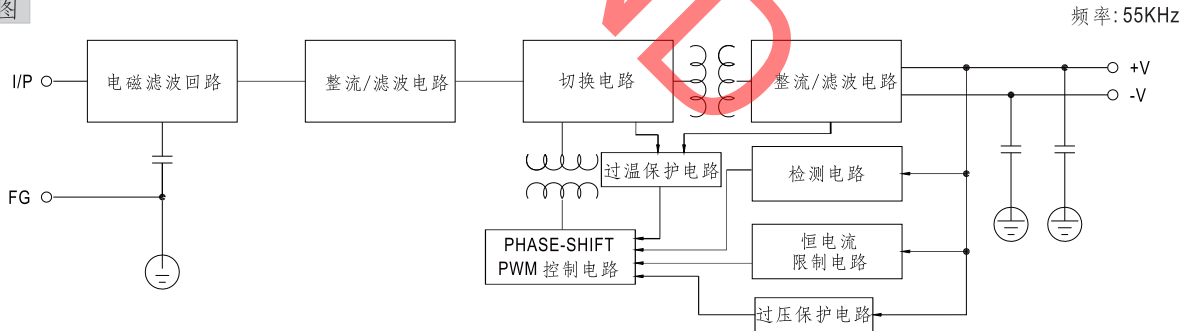 图
频率: 55KHz
I/P
电磁滤波回路
整流/滤波电路
切换电路
整流/滤波电路
+V
-V
过温保护电路
检测电路
FG
PHASE-SHIFT
PWM 控制电路
恒电流
限制电路
过压保护电路